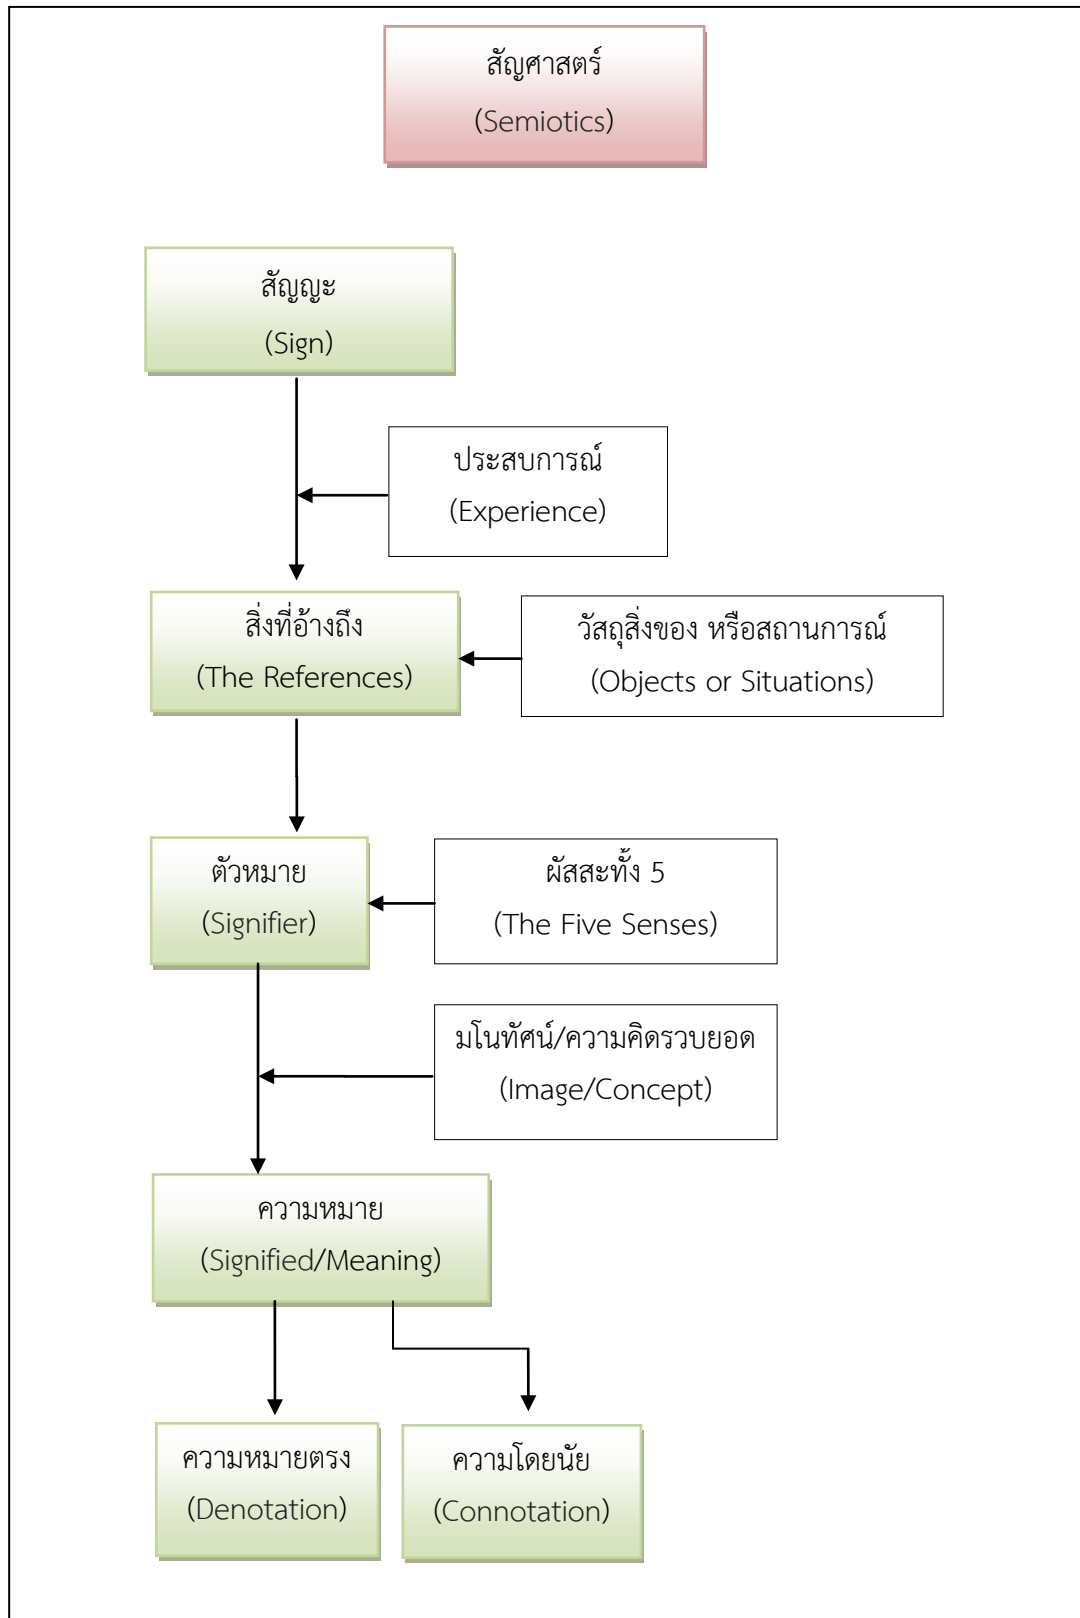 สัญศาสตร์
(Semiotics)
สัญญะ
(Sign)
ประสบการณ์
(Experience)
สิ่งที่อ้างถึง
(The References)
วัสถุสิ่งของ หรือสถานการณ์
(Objects or Situations)
ตัวหมาย
(Signifier)
ผัสสะทั้ง 5
(The Five Senses)
มโนทัศน์/ความคิดรวบยอด
(Image/Concept)
ความหมาย
(Signified/Meaning)
ความหมายตรง
(Denotation)
ความโดยนัย
(Connotation)